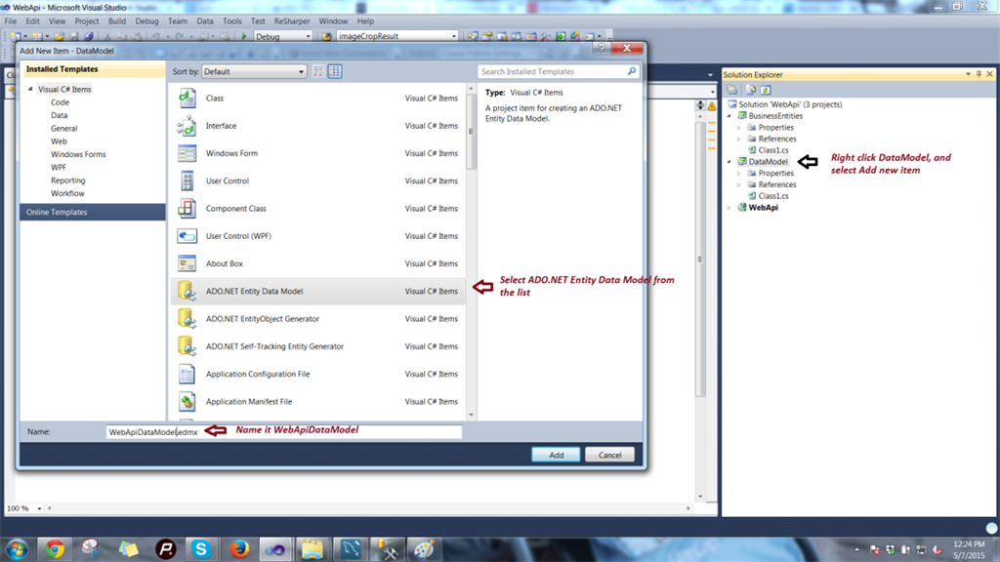 WebApi - Microsoft Visual Studio
File Edit View Project Build Debug Team Data Tools Test ReSharper Window Help
Debug
imageCropResult
Add New Item - DataModel
Installed Templates
Visual C# Items
Code
Data
General
Web
Windows Forms
WPF
Reporting
Workflow
Online Templates
Sort by: Default
Search Installed Templates
Class Visual C# Items
Interface Visual C# Items
Windows Form Visual C# Items
User Control Visual C# Items
Component Class Visual C# Items
User Control (WPF) Visual C# Items
About Box Visual C# Items
ADO.NET Entity Data Model Visual C# Items
ADO.NET EntityObject Generator Visual C# Items
ADO.NET Self-Tracking Entity Generator Visual C# Items
Application Configuration File Visual C# Items
Application Manifest File Visual C# Items
Type: Visual C# Items
A project item for creating an ADO.NET
Entity Data Model.
Select ADO.NET Entity Data Model from
the list
Name: WebApiDataModel.edmx
Name it WebApiDataModel
Add Cancel
Solution Explorer
Solution 'WebApi' (3 projects)
BusinessEntities
Properties
References
Class1.cs
DataModel
Properties
References
Class1.cs
WebApi
Right click DataModel, and
select Add new item
100 %
12:24 PM
5/7/2015